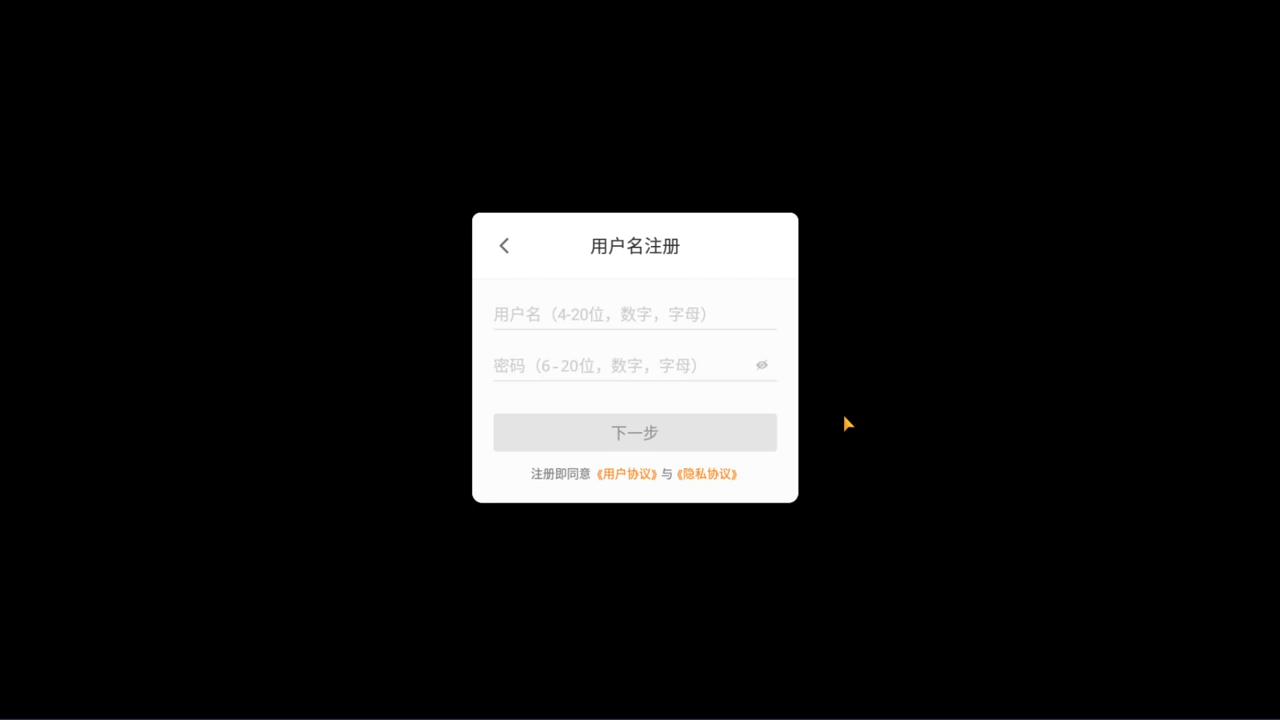 用户名注册
用户名（4-20位，数字，字母）
密码（6-20位，数字，字母）
下一步
注册即同意《用户协议》与《隐私协议》